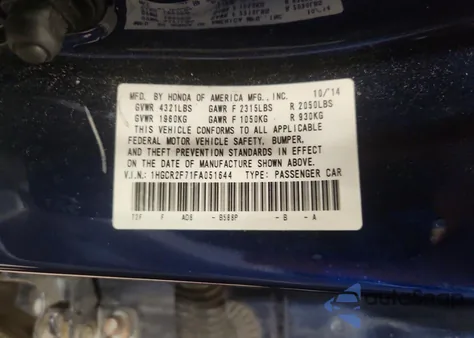 MFD. BY HONDA OF AMERICA MFG., INC. 10/14
GVWR 4321LBS GAWR F 2315LBS R 2050LBS
GVWR 1960KG GAWR F 1050KG R 930KG
THIS VEHICLE CONFORMS TO ALL APPLICABLE
FEDERAL MOTOR VEHICLE SAFETY, BUMPER,
AND THEFT PREVENTION STANDARDS IN EFFECT
ON THE DATE OF MANUFACTURE SHOWN ABOVE.
V.I.N.: 1HGCR2F71FA051644 TYPE: PASSENGER CAR
F A06 - B588P - B - A